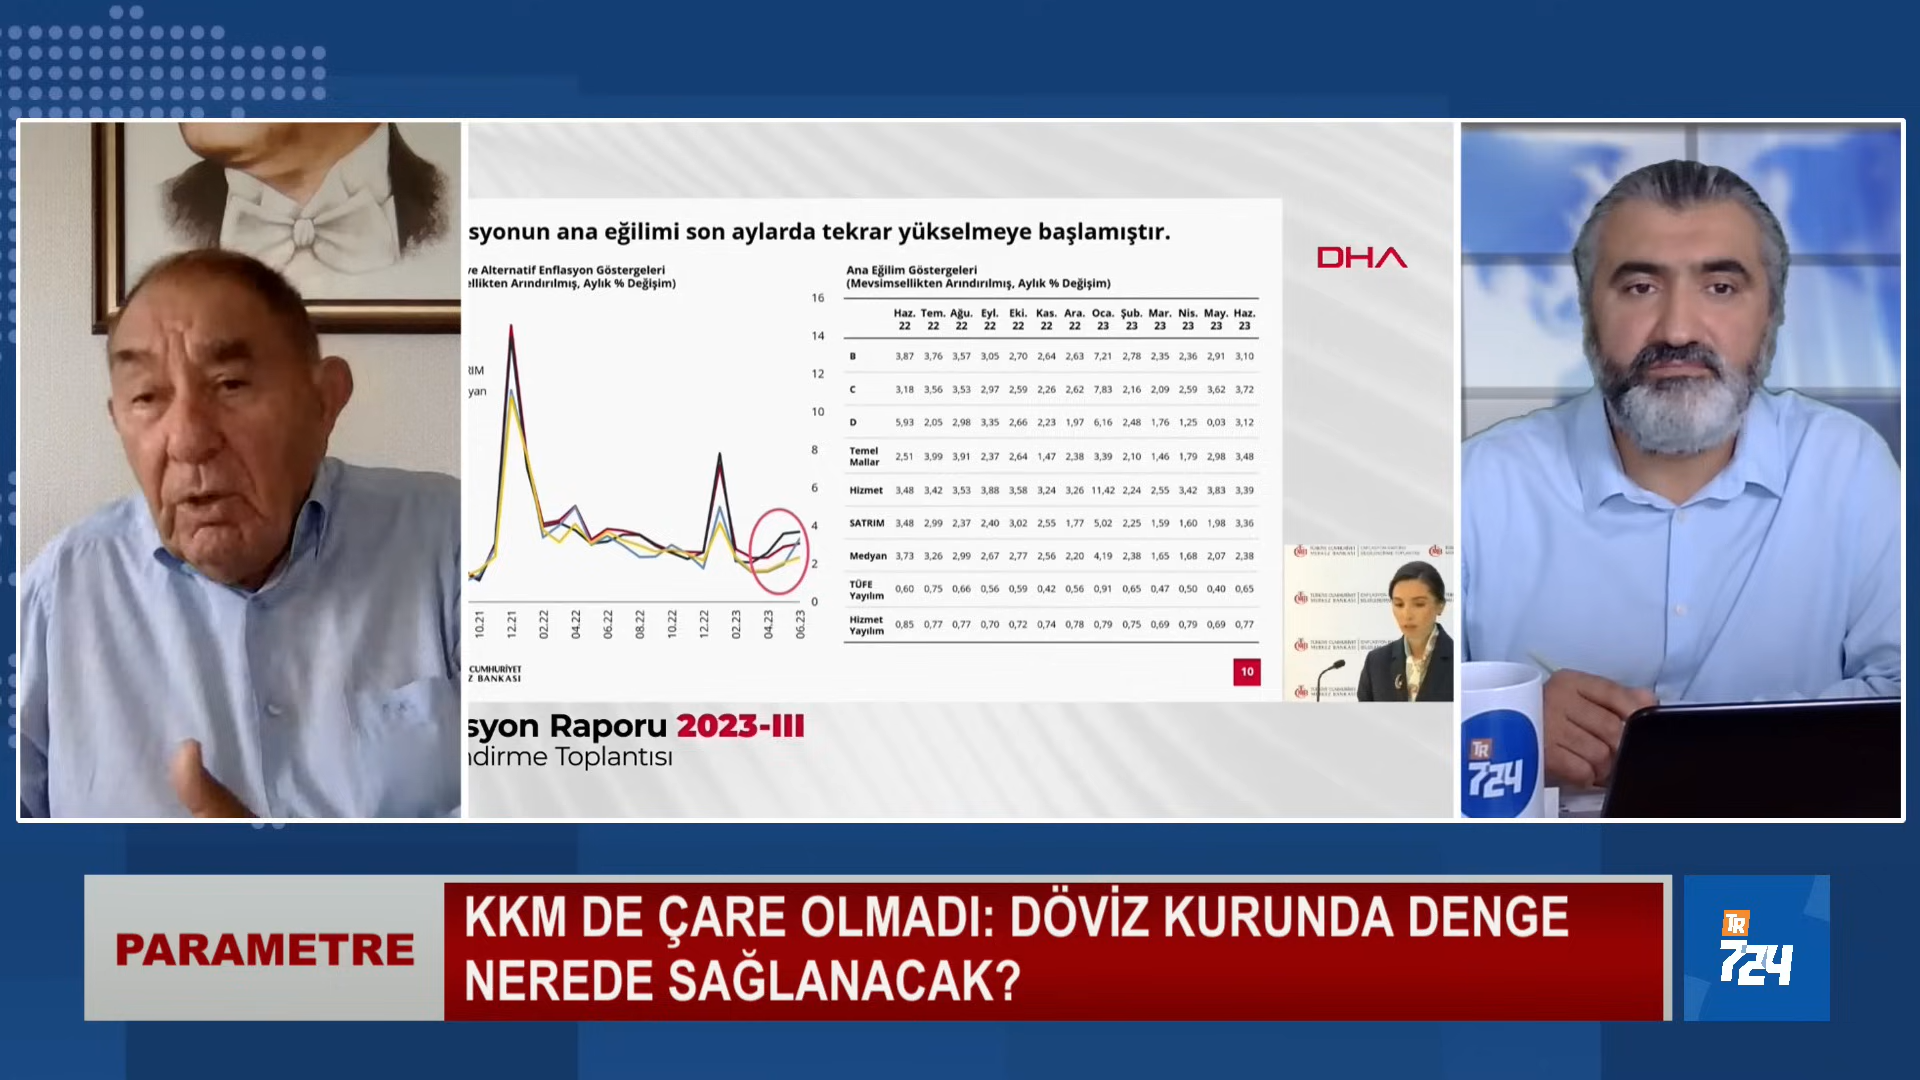 syonun ana eğilimi son aylarda tekrar yükselmeye başlamıştır.
ve Alternatif Enflasyon Göstergeleri
ellikten Arındırılmış, Aylık % Değişim)
RIM
yan
16
14
12
10
8
6
4
2
0
10.21 12.21 02.22 04.22 06.22 08.22 10.22 12.22 02.23 04.23 06.23
Ana Eğilim Göstergeleri
(Mevsimsellikten Arındırılmış, Aylık % Değişim)
Haz. Tem. Ağu. Eyl. Eki. Kas. Ara. Oca. Şub. Mar. Nis. May. Haz.
22 22 22 22 22 22 22 23 23 23 23 23 23
B 3,87 3,76 3,57 3,05 2,70 2,64 2,63 7,21 2,78 2,35 2,36 2,91 3,10
C 3,18 3,56 3,53 2,97 2,59 2,26 2,62 7,83 2,16 2,09 2,59 3,62 3,72
D 5,93 2,05 2,98 3,35 2,66 2,23 1,97 6,16 2,48 1,76 1,25 0,03 3,12
Temel
Mallar 2,51 3,99 3,91 2,37 2,64 1,47 2,38 3,39 2,10 1,46 1,79 2,98 3,48
Hizmet 3,48 3,42 3,53 3,88 3,58 3,24 3,26 11,42 2,24 2,55 3,42 3,83 3,39
SATRIM 3,48 2,99 2,37 2,40 3,02 2,55 1,77 5,02 2,25 1,59 1,60 1,98 3,36
Medyan 3,73 3,26 2,99 2,67 2,77 2,56 2,20 4,19 2,38 1,65 1,68 2,07 2,38
TÜFE
Yayılım 0,60 0,75 0,66 0,56 0,59 0,42 0,56 0,91 0,65 0,47 0,50 0,40 0,65
Hizmet
Yayılım 0,85 0,77 0,77 0,70 0,72 0,74 0,78 0,79 0,75 0,69 0,79 0,69 0,77
CUMHURİYET
Z BANKASI
10
DHA
syon Raporu 2023-III
ndirme Toplantısı
TR
724
PARAMETRE
KKM DE ÇARE OLMADI: DÖVİZ KURUNDA DENGE
NEREDE SAĞLANACAK?
TR
724